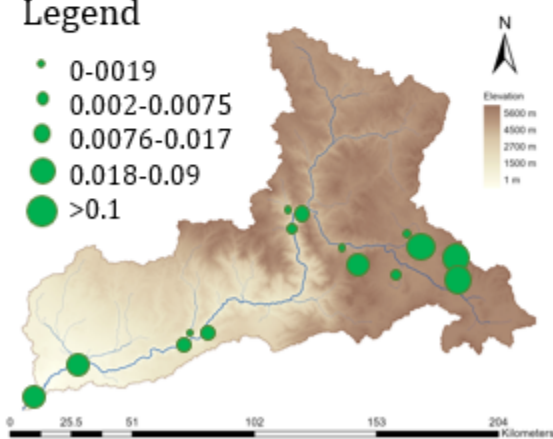 Legend
0-0019
0.002-0.0075
0.0076-0.017
0.018-0.09
>0.1
N
Elevation
5600 m
4500 m
2700 m
1500 m
1 m
0 25.5 51 102 153 204
Kilometers